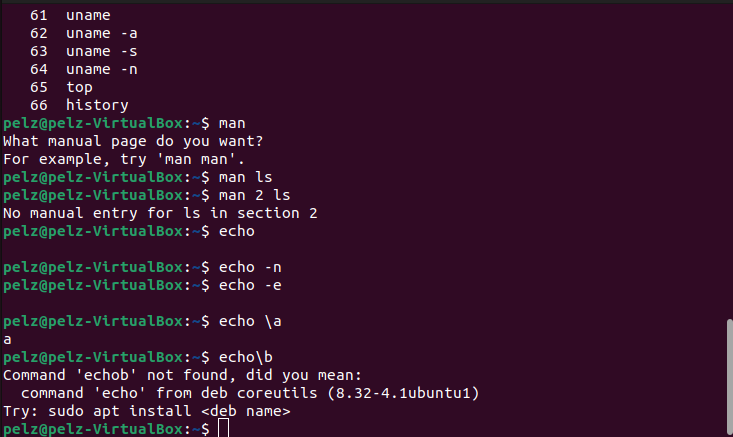 61 uname
62 uname -a
63 uname -s
64 uname -n
65 top
66 history
pelz@pelz-VirtualBox:~$ man
What manual page do you want?
For example, try 'man man'.
pelz@pelz-VirtualBox:~$ man ls
pelz@pelz-VirtualBox:~$ man 2 ls
No manual entry for ls in section 2
pelz@pelz-VirtualBox:~$ echo
pelz@pelz-VirtualBox:~$ echo -n
pelz@pelz-VirtualBox:~$ echo -e
pelz@pelz-VirtualBox:~$ echo \a
a
pelz@pelz-VirtualBox:~$ echo\b
Command 'echob' not found, did you mean:
command 'echo' from deb coreutils (8.32-4.1ubuntu1)
Try: sudo apt install <deb name>
pelz@pelz-VirtualBox:~$